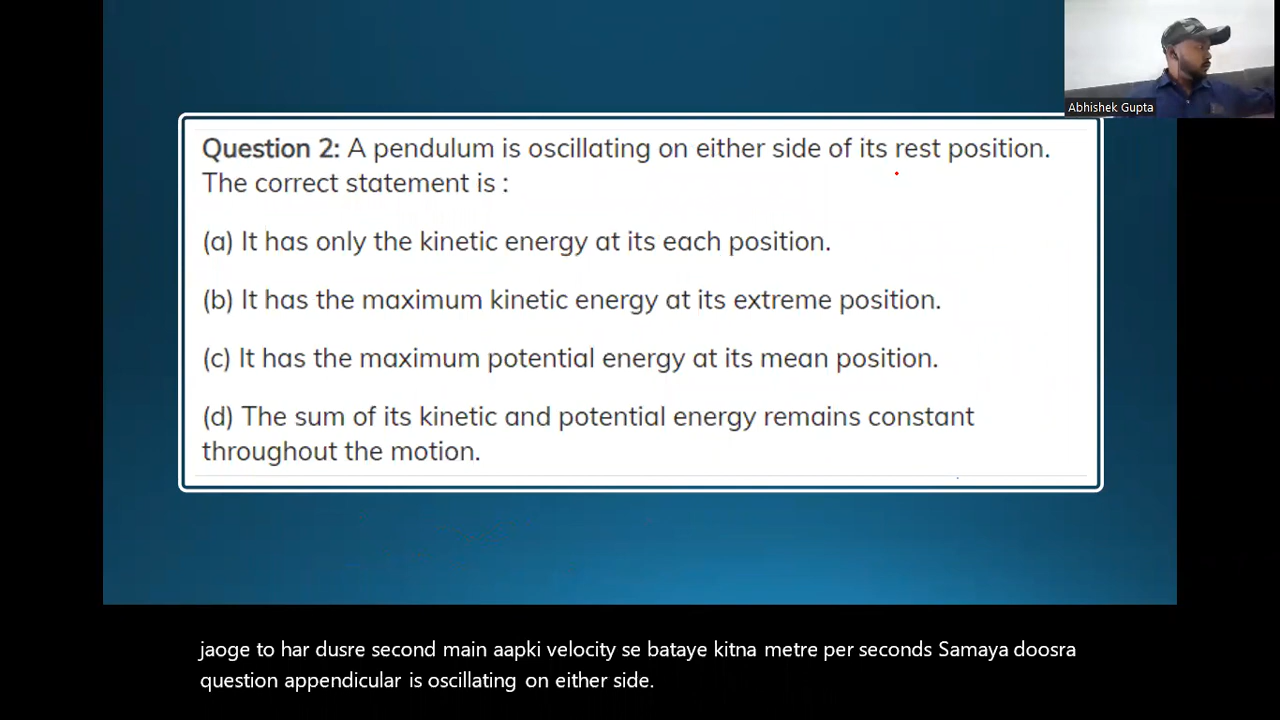 Abhishek Gupta
Question 2: A pendulum is oscillating on either side of its rest position.
The correct statement is :
(a) It has only the kinetic energy at its each position.
(b) It has the maximum kinetic energy at its extreme position.
(c) It has the maximum potential energy at its mean position.
(d) The sum of its kinetic and potential energy remains constant
throughout the motion.
jaoge to har dusre second main aapki velocity se bataye kitna metre per seconds Samaya doosra
question appendicular is oscillating on either side.